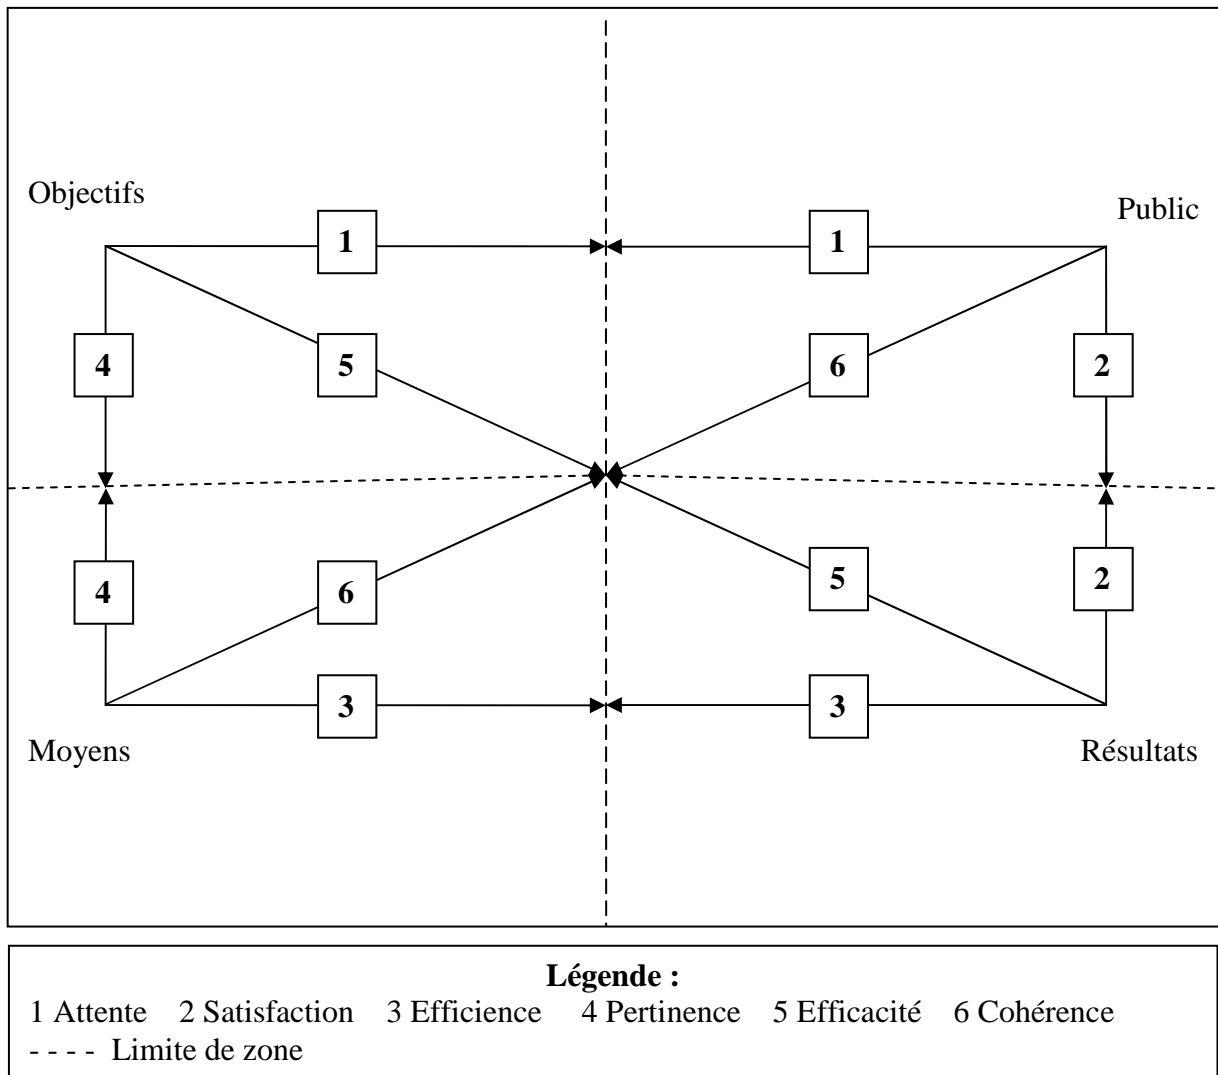 Objectifs
Public
1 1
4 5 6 2
4 6 5 2
3 3
Moyens
Résultats
Légende :
1 Attente 2 Satisfaction 3 Efficience 4 Pertinence 5 Efficacité 6 Cohérence
- - - - Limite de zone